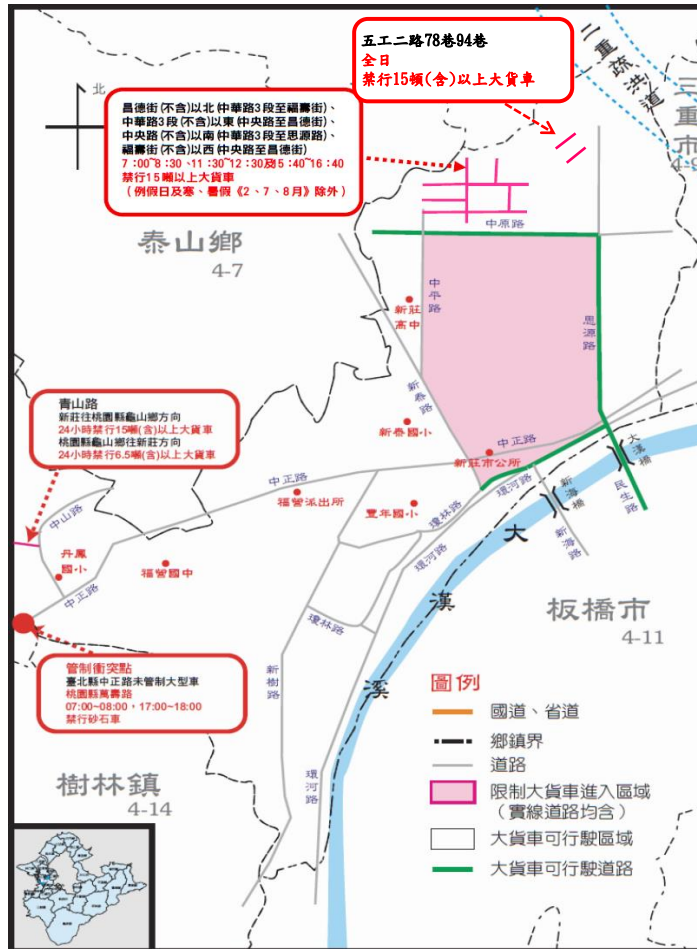 五工二路78巷94巷
全日
禁行15頓(含)以上大貨車
二重疏洪道
三重市
北
昌德街(不含)以北(中華路3段至福壽街)、
中華路3段(不含)以東(中央路至昌德街)、
中央路(不含)以南(中華路3段至思源路)、
福壽街(不含)以西(中央路至昌德街)
7：00~8：30、11：30~12：30及15：40~16：40
禁行15噸以上大貨車
(例假日及寒、暑假《2、7、8月》除外)
泰山鄉
4-7
中原路
中平路
新莊
高中
思源路
新泰路
新泰國小
中正路
新莊市公所
大漢橋
民生路
青山路
新莊往桃園縣龜山鄉方向
24小時禁行15噸(含)以上大貨車
桃園縣龜山鄉往新莊方向
24小時禁行6.5噸(含)以上大貨車
中正路
福營派出所
豐年國小
瓊林路
環河路
新海橋
新海路
環河路
中山路
丹鳳
國小
中正路
福營國中
大漢溪
板橋市
4-11
瓊林路
新樹路
環河路
管制衝突點
臺北縣中正路未管制大型車
桃園縣萬壽路
07:00~08:00，17:00~18:00
禁行砂石車
樹林鎮
4-14
圖例
國道、省道
鄉鎮界
道路
限制大貨車進入區域
(實線道路均含)
大貨車可行駛區域
大貨車可行駛道路